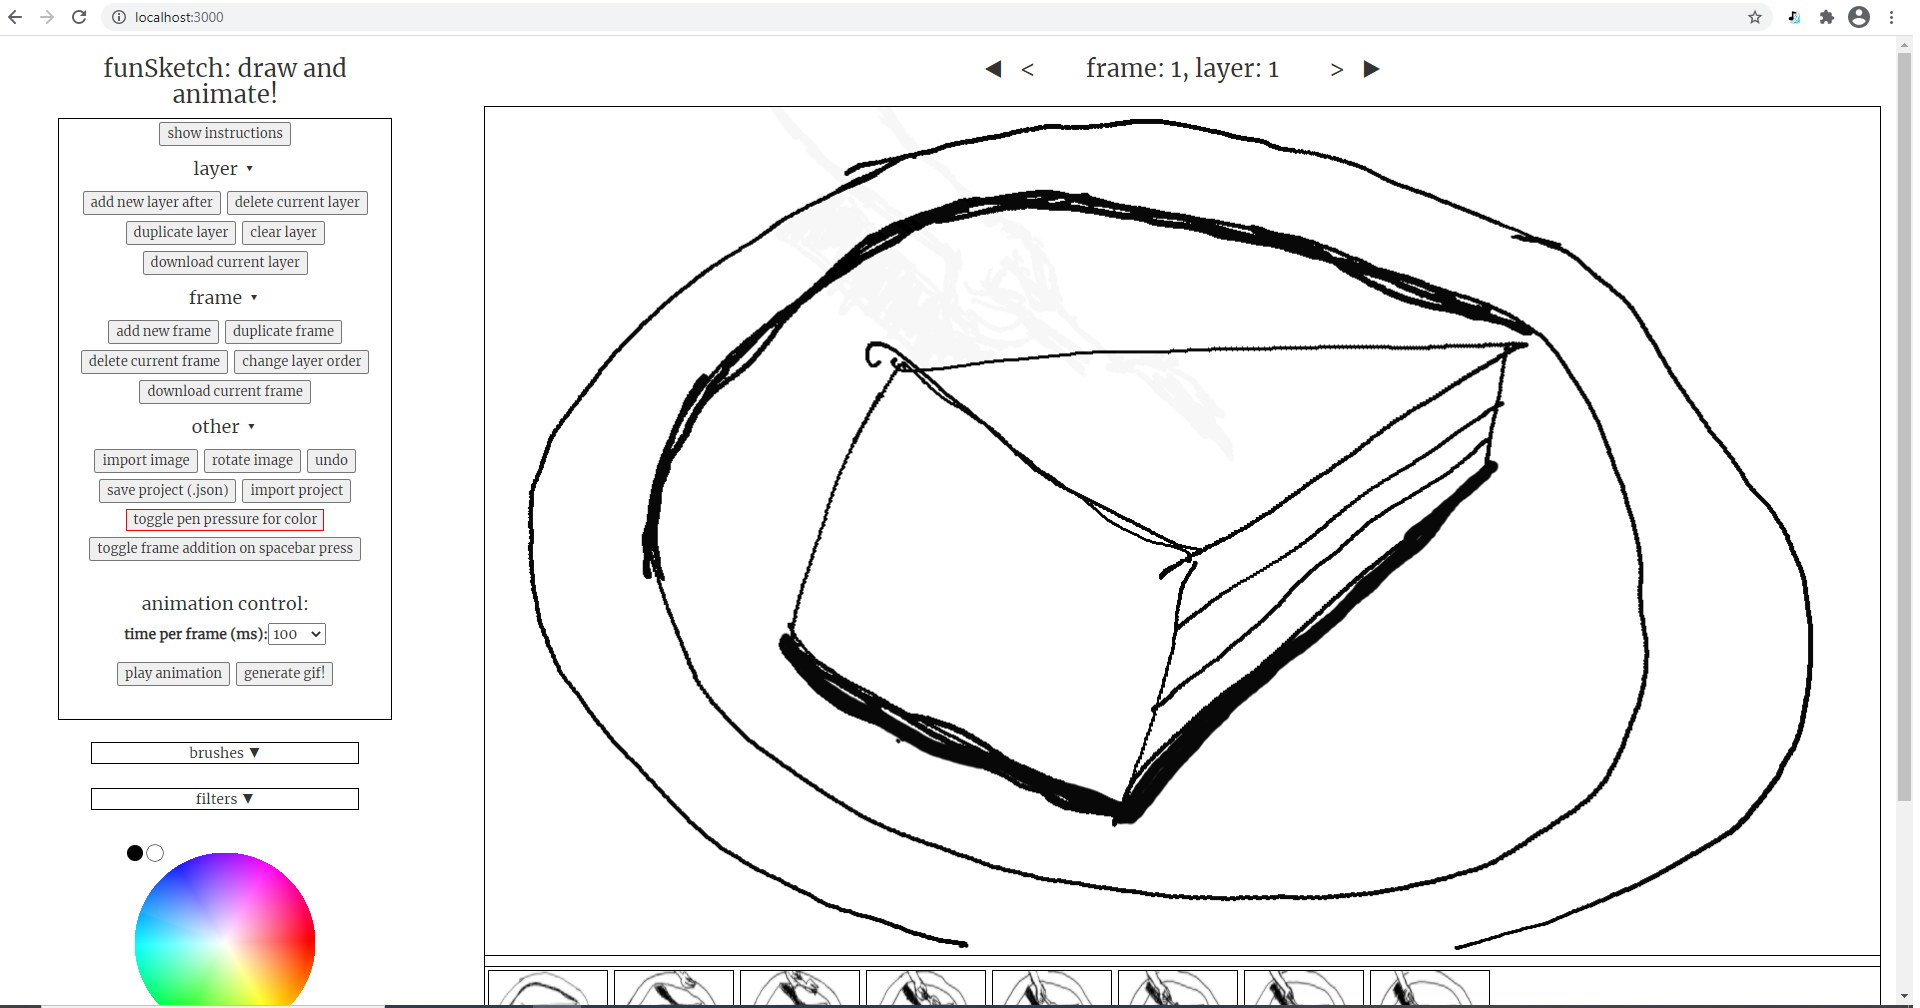 localhost:3000
funSketch: draw and
animate!
show instructions
layer ▾
add new layer after delete current layer
duplicate layer clear layer
download current layer
frame ▾
add new frame duplicate frame
delete current frame change layer order
download current frame
other ▾
import image rotate image undo
save project (.json) import project
toggle pen pressure for color
toggle frame addition on spacebar press
animation control:
time per frame (ms): 100
play animation generate gif!
brushes ▼
filters ▼
◀ < frame: 1, layer: 1 > ▶